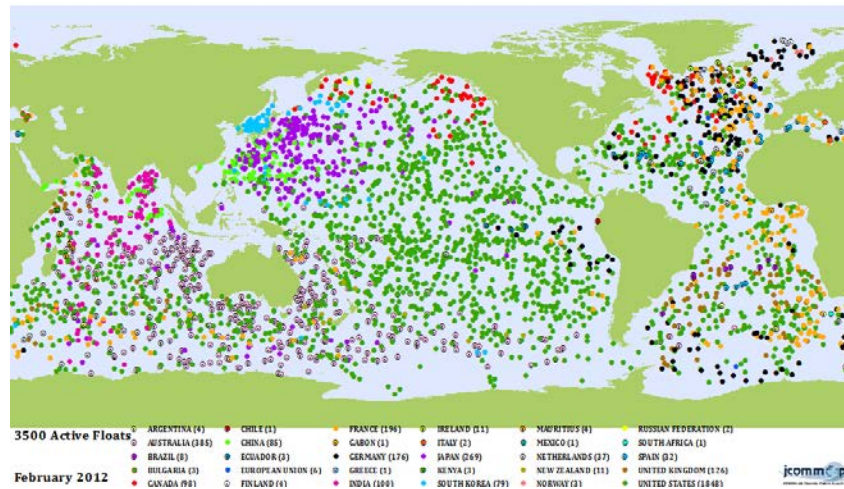 ARGENTINA (4) CHILE (1) FRANCE (196) IRELAND (11) MAURITIUS (4) RUSSIAN FEDERATION (2)
3500 Active Floats AUSTRALIA (385) CHINA (85) GABON (1) ITALY (2) MEXICO (1) SOUTH AFRICA (1)
BRAZIL (8) ECUADOR (3) GERMANY (176) JAPAN (269) NETHERLANDS (37) SPAIN (32)
BULGARIA (3) EUROPEAN UNION (6) GREECE (1) KENYA (3) NEW ZEALAND (11) UNITED KINGDOM (176)
February 2012 CANADA (98) FINLAND (4) INDIA (100) SOUTH KOREA (79) NORWAY (3) UNITED STATES (1868)
jcommops